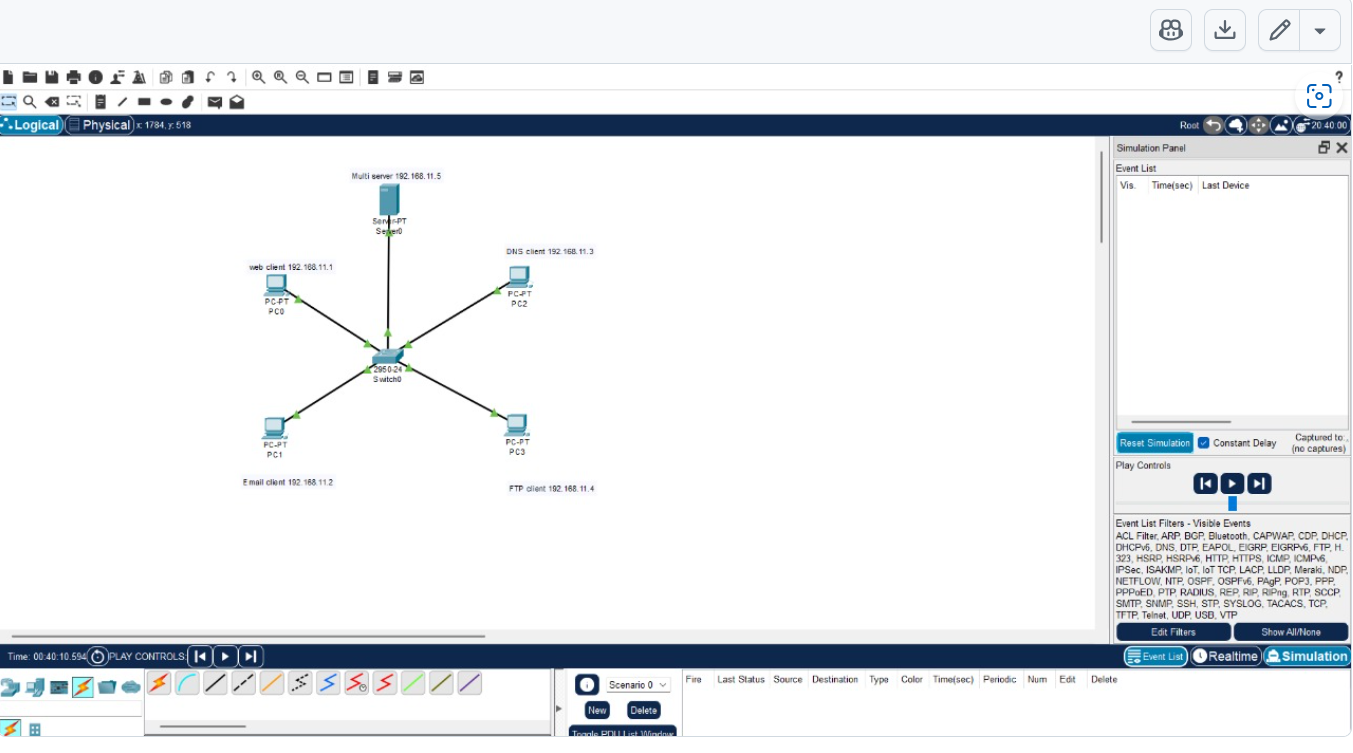 ?
Logical
Physical
x: 1784, y: 518
Root
20:40:00
Simulation Panel
Event List
Vis. Time(sec) Last Device
Multi server 192.168.11.5
Server-PT
Server0
DNS client 192.168.11.3
web client 192.168.11.1
PC-PT
PC2
PC-PT
PC0
2950-24
Switch0
PC-PT
PC1
PC-PT
PC3
Email client 192.168.11.2
FTP client 192.168.11.4
Reset Simulation
Constant Delay
Captured to:
(no captures)
Play Controls
Event List Filters - Visible Events
ACL Filter, ARP, BGP, Bluetooth, CAPWAP, CDP, DHCP,
DHCPv6, DNS, DTP, EAPOL, EIGRP, EIGRPv6, FTP, H.
323, HSRP, HSRPv6, HTTP, HTTPS, ICMP, ICMPv6,
IPSec, ISAKMP, IoT, IoT TCP, LACP, LLDP, Meraki, NDP,
NETFLOW, NTP, OSPF, OSPFv6, PAgP, POP3, PPP,
PPPoED, PTP, RADIUS, REP, RIP, RIPng, RTP, SCCP,
SMTP, SNMP, SSH, STP, SYSLOG, TACACS, TCP,
TFTP, Telnet, UDP, USB, VTP
Edit Filters
Show All/None
Time: 00:40:10.594
PLAY CONTROLS:
Event List
Realtime
Simulation
Scenario 0
New
Delete
Toggle PDU List Window
Fire Last Status Source Destination Type Color Time(sec) Periodic Num Edit Delete